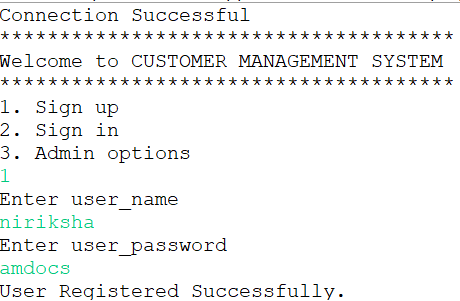 Connection Successful
**************************************
Welcome to CUSTOMER MANAGEMENT SYSTEM
**************************************
1. Sign up
2. Sign in
3. Admin options
1
Enter user_name
niriksha
Enter user_password
amdocs
User Registered Successfully.